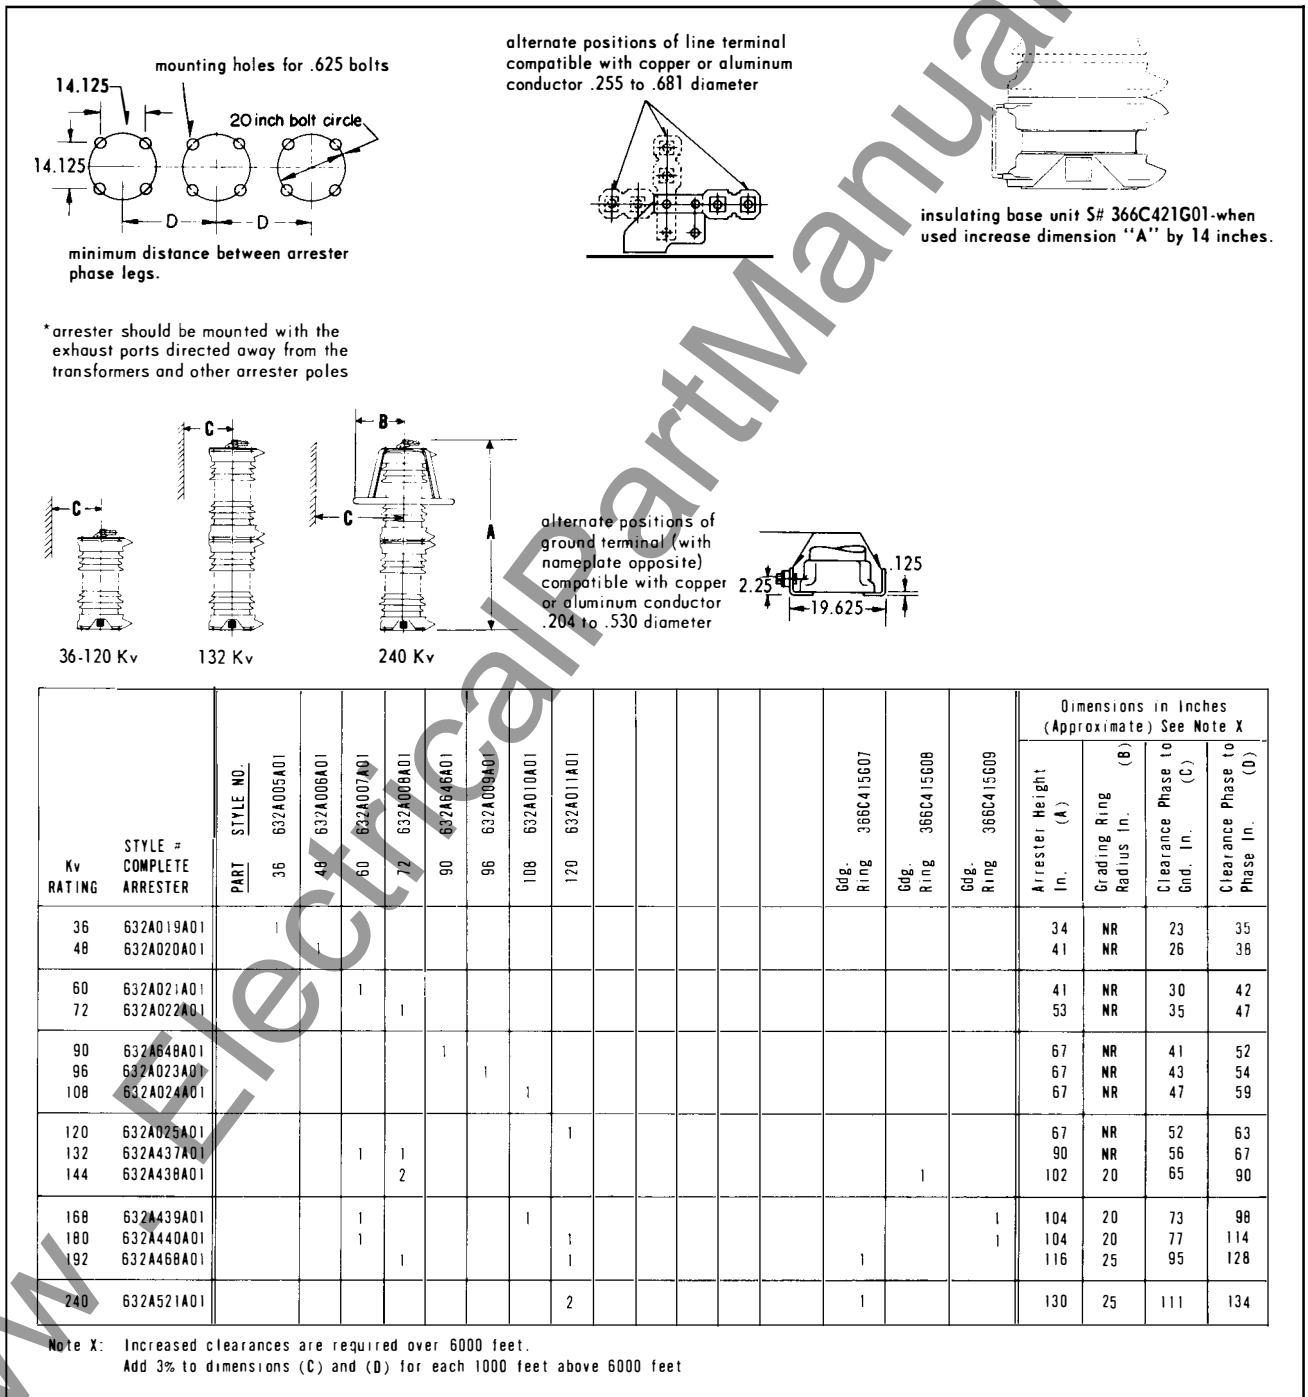 mounting holes for .625 bolts
14.125
20 inch bolt circle
14.125
D
D
minimum distance between arrester
phase legs.
alternate positions of line terminal
compatible with copper or aluminum
conductor .255 to .681 diameter
insulating base unit S# 366C421G01-when
used increase dimension "A" by 14 inches.
*arrester should be mounted with the
exhaust ports directed away from the
transformers and other arrester poles
C
C
B
C
A
36-120 Kv
132 Kv
240 Kv
alternate positions of
ground terminal (with
nameplate opposite)
compatible with copper
or aluminum conductor
.204 to .530 diameter
2.25
.125
19.625
Kv RATING
STYLE # COMPLETE ARRESTER
PART STYLE NO.
36 632A005A01
48 632A006A01
60 632A007A01
72 632A008A01
90 632A646A01
96 632A009A01
108 632A010A01
120 632A011A01
Gdg. Ring 366C415G07
Gdg. Ring 366C415G08
Gdg. Ring 366C415G09
Dimensions in Inches
(Approximate) See Note X
Arrester Height In. (A)
Grading Ring Radius In. (B)
Clearance Phase to Gnd. In. (C)
Clearance Phase to Phase In. (D)
36 632A019A01 1 34 NR 23 35
48 632A020A01 1 41 NR 26 38
60 632A021A01 1 41 NR 30 42
72 632A022A01 1 53 NR 35 47
90 632A648A01 1 67 NR 41 52
96 632A023A01 1 67 NR 43 54
108 632A024A01 1 67 NR 47 59
120 632A025A01 1 67 NR 52 63
132 632A437A01 1 1 90 NR 56 67
144 632A438A01 2 1 102 20 65 90
168 632A439A01 1 1 1 104 20 73 98
180 632A440A01 1 1 1 104 20 77 114
192 632A468A01 1 1 1 116 25 95 128
240 632A521A01 2 1 130 25 111 134
Note X: Increased clearances are required over 6000 feet.
Add 3% to dimensions (C) and (D) for each 1000 feet above 6000 feet
w . ElectricalPartManua